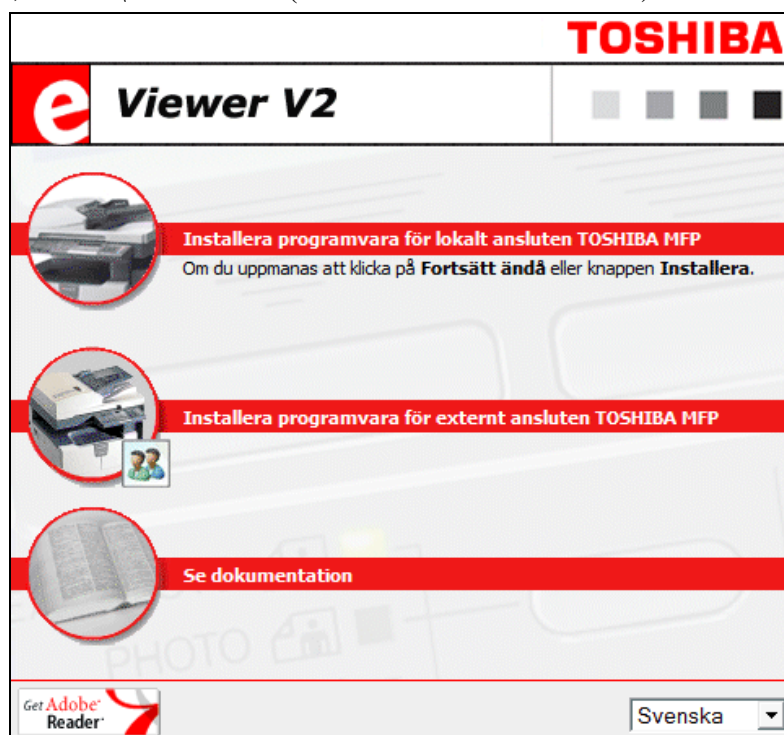 TOSHIBA
e Viewer V2
Installera programvara för lokalt ansluten TOSHIBA MFP
Om du uppmanas att klicka på Fortsätt ändå eller knappen Installera.
Installera programvara för externt ansluten TOSHIBA MFP
Se dokumentation
PHOTO
Get Adobe®
Reader®
Svenska